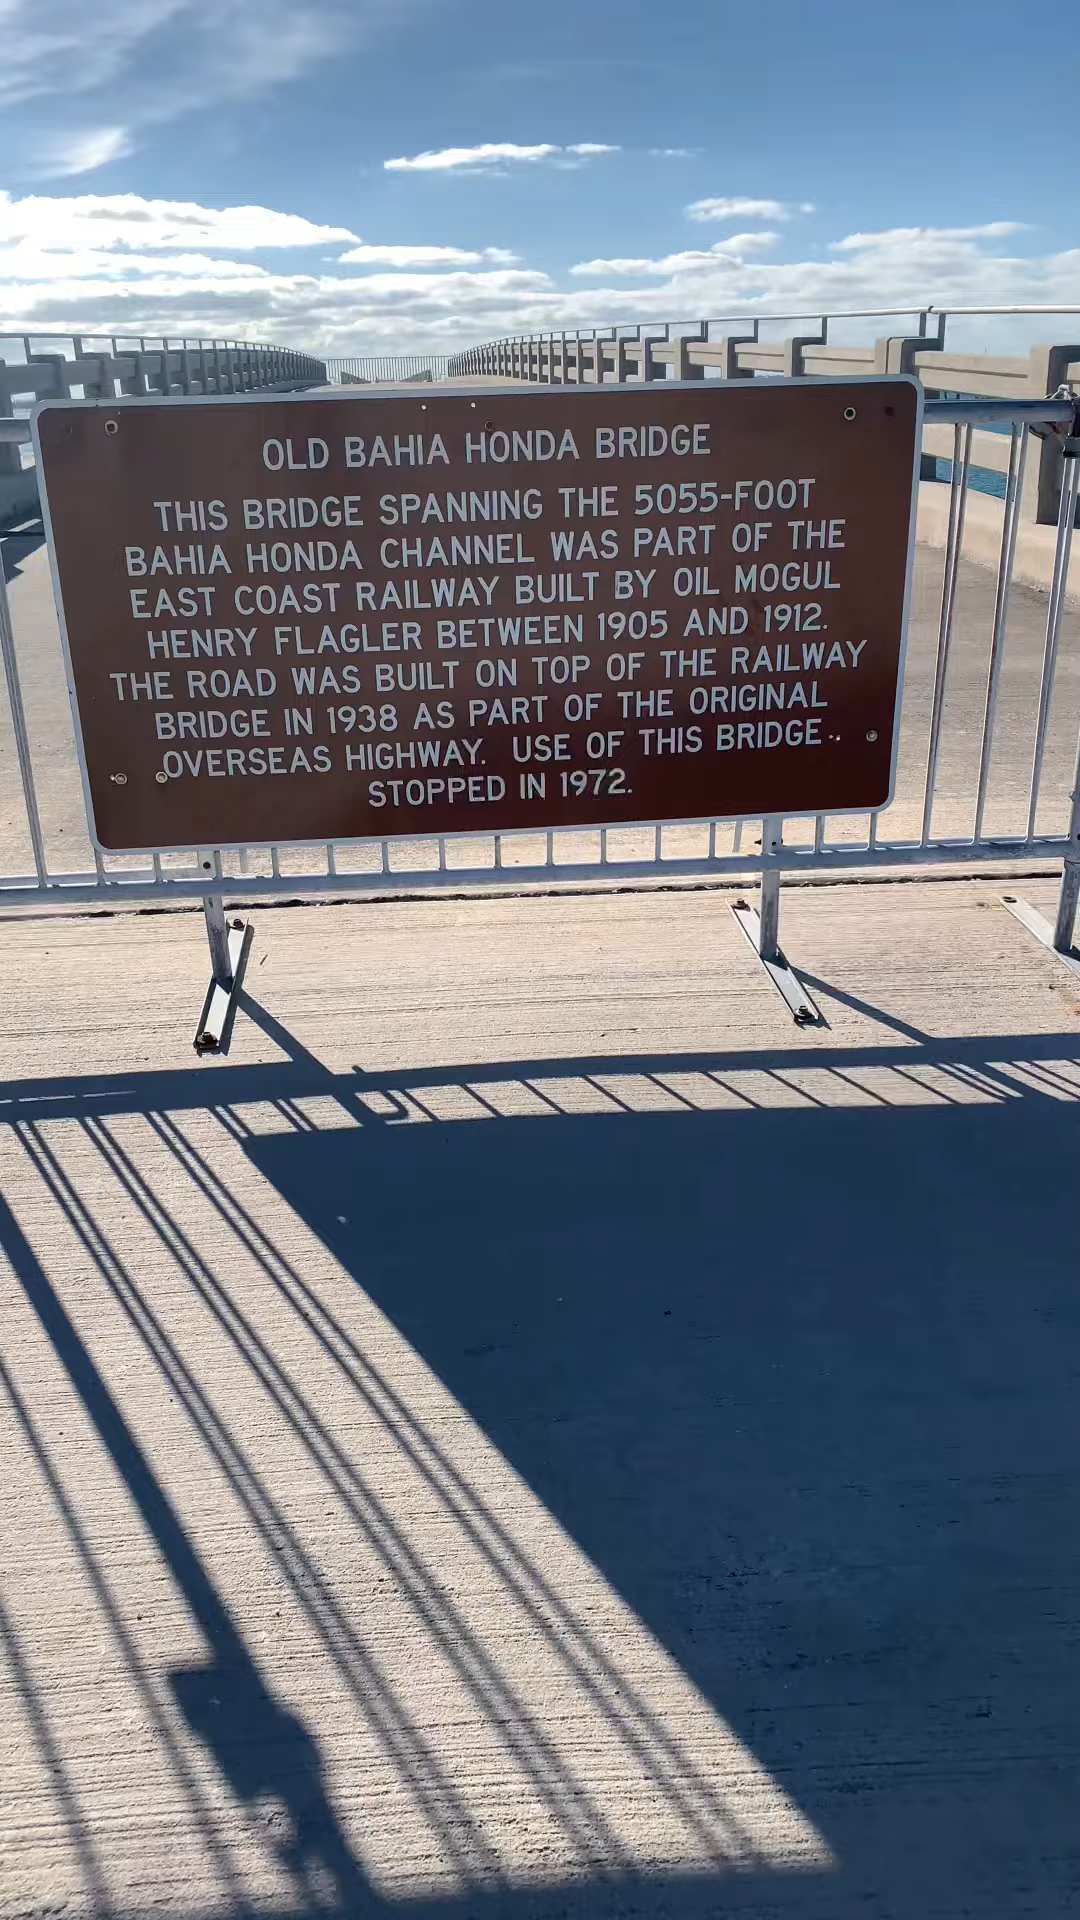 OLD BAHIA HONDA BRIDGE
THIS BRIDGE SPANNING THE 5055-FOOT
BAHIA HONDA CHANNEL WAS PART OF THE
EAST COAST RAILWAY BUILT BY OIL MOGUL
HENRY FLAGLER BETWEEN 1905 AND 1912.
THE ROAD WAS BUILT ON TOP OF THE RAILWAY
BRIDGE IN 1938 AS PART OF THE ORIGINAL
OVERSEAS HIGHWAY. USE OF THIS BRIDGE
STOPPED IN 1972.